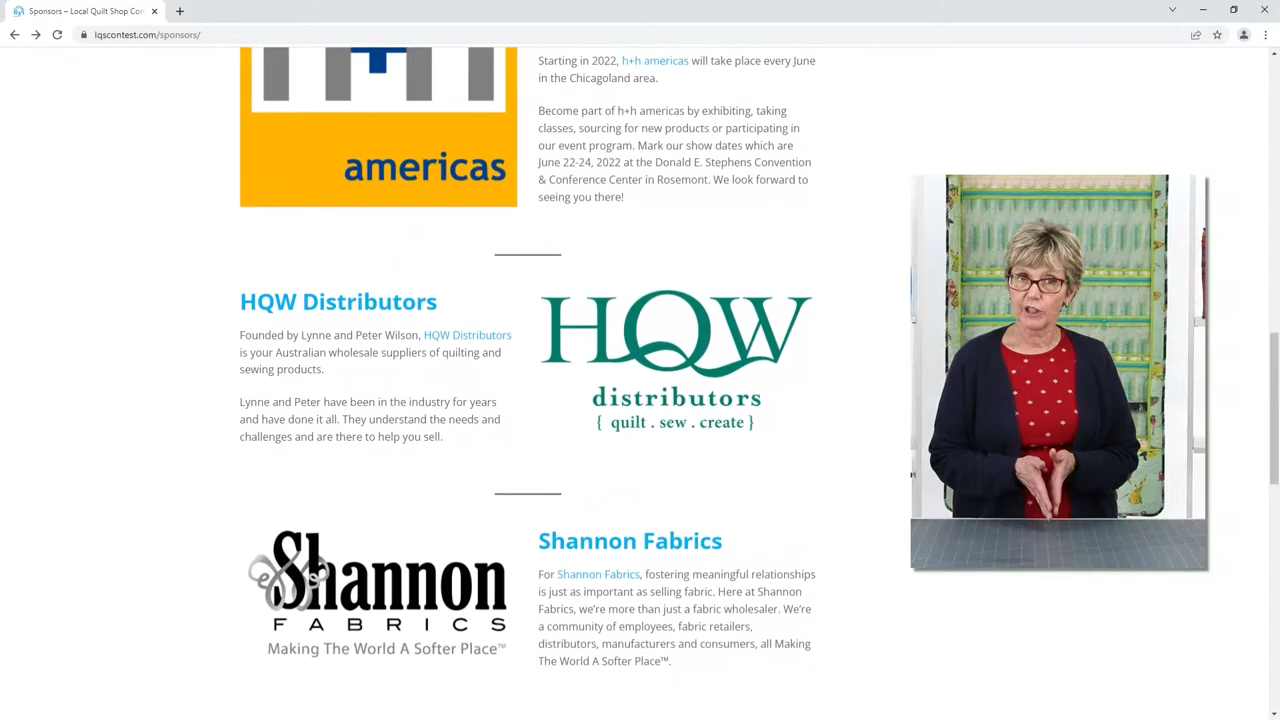 Sponsors – Local Quilt Shop Con
lqscontest.com/sponsors/
americas
Starting in 2022, h+h americas will take place every June
in the Chicagoland area.
Become part of h+h americas by exhibiting, taking
classes, sourcing for new products or participating in
our event program. Mark our show dates which are
June 22-24, 2022 at the Donald E. Stephens Convention
& Conference Center in Rosemont. We look forward to
seeing you there!
HQW Distributors
Founded by Lynne and Peter Wilson, HQW Distributors
is your Australian wholesale suppliers of quilting and
sewing products.
Lynne and Peter have been in the industry for years
and have done it all. They understand the needs and
challenges and are there to help you sell.
HQW
distributors
{ quilt . sew . create }
Shannon
FABRICS
Making The World A Softer Place™
Shannon Fabrics
For Shannon Fabrics, fostering meaningful relationships
is just as important as selling fabric. Here at Shannon
Fabrics, we’re more than just a fabric wholesaler. We’re
a community of employees, fabric retailers,
distributors, manufacturers and consumers, all Making
The World A Softer Place™.